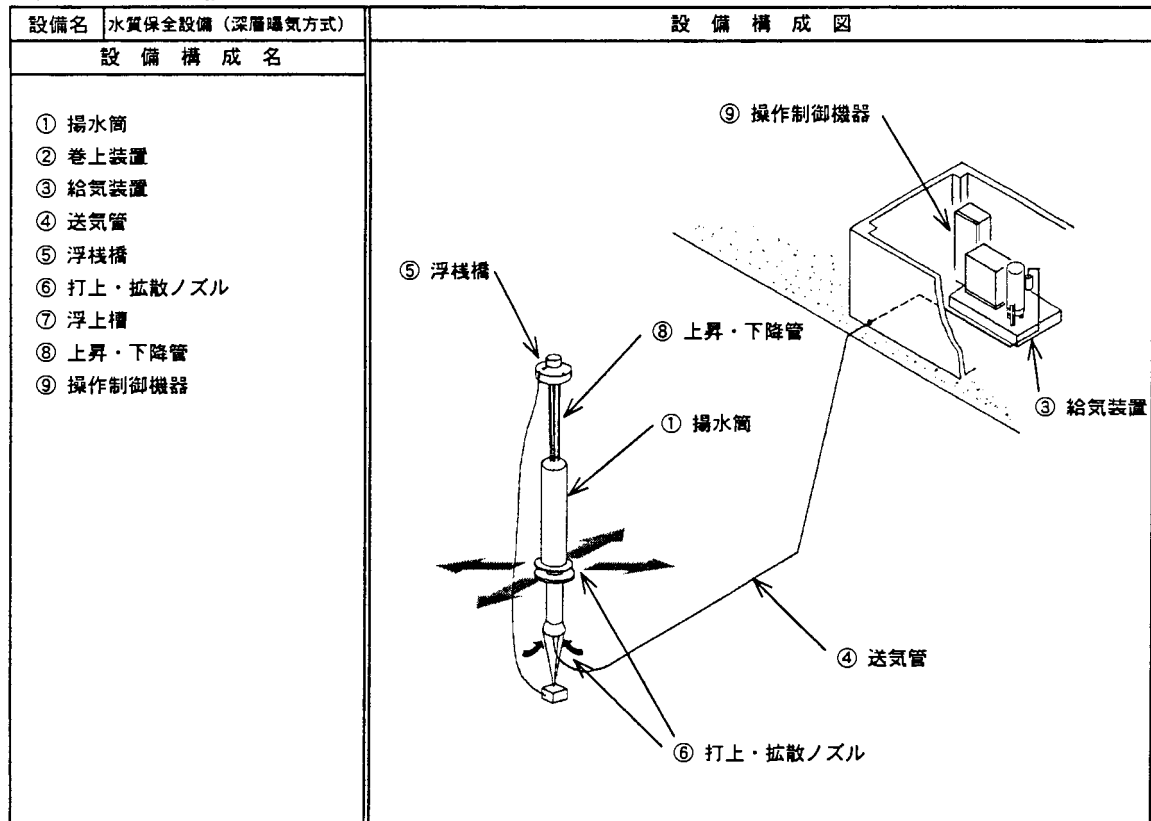 設備名 水質保全設備（深層曝気方式） 設備構成図
設備構成名
① 揚水筒
② 巻上装置
③ 給気装置
④ 送気管
⑤ 浮桟橋
⑥ 打上・拡散ノズル
⑦ 浮上槽
⑧ 上昇・下降管
⑨ 操作制御機器
⑨ 操作制御機器
⑤ 浮桟橋
⑧ 上昇・下降管
③ 給気装置
① 揚水筒
④ 送気管
⑥ 打上・拡散ノズル